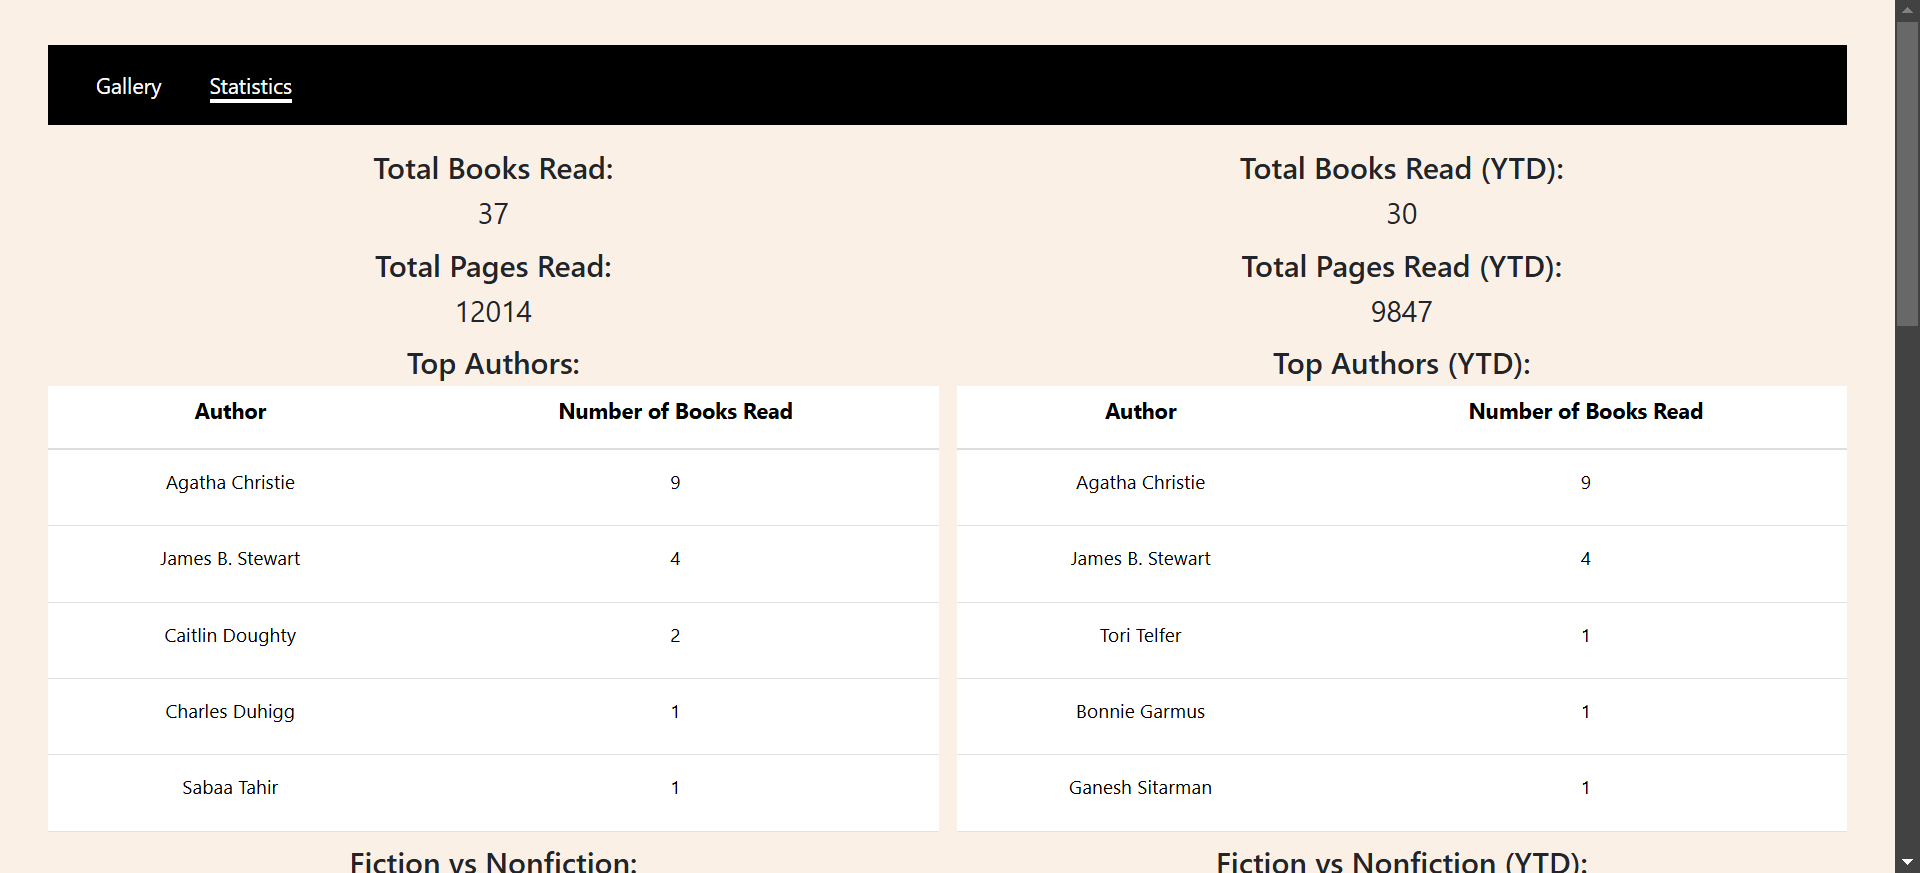 Gallery Statistics
Total Books Read:
37
Total Pages Read:
12014
Top Authors:
Author Number of Books Read
Agatha Christie 9
James B. Stewart 4
Caitlin Doughty 2
Charles Duhigg 1
Sabaa Tahir 1
Fiction vs Nonfiction:
Total Books Read (YTD):
30
Total Pages Read (YTD):
9847
Top Authors (YTD):
Author Number of Books Read
Agatha Christie 9
James B. Stewart 4
Tori Telfer 1
Bonnie Garmus 1
Ganesh Sitarman 1
Fiction vs Nonfiction (YTD):